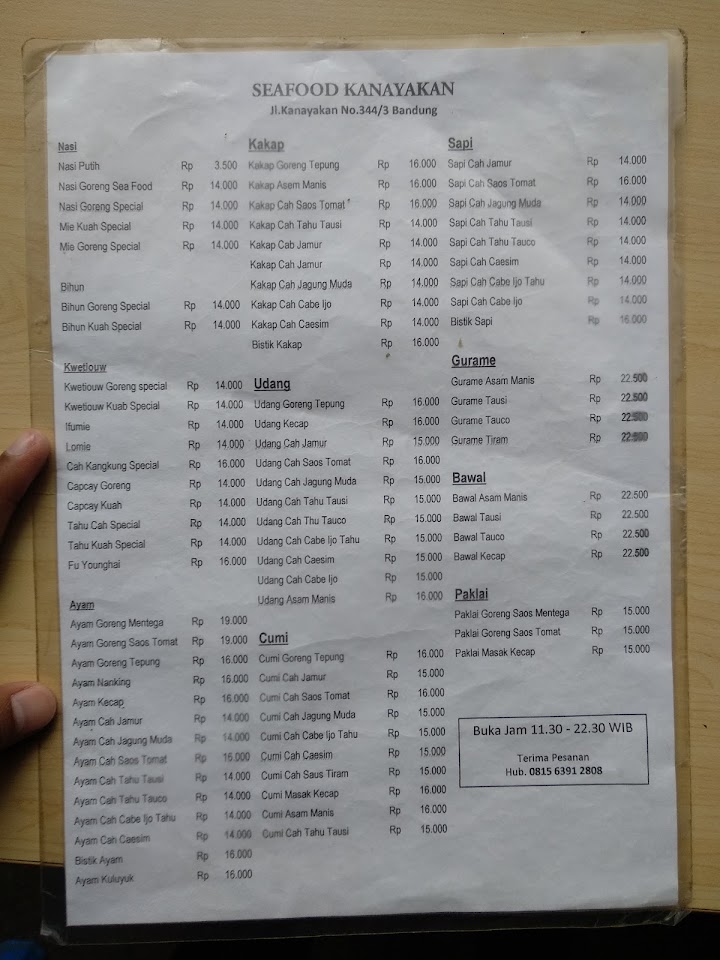 SEAFOOD KANAYAKAN
Jl.Kanayakan No.344/3 Bandung
Nasi
Nasi Putih Rp 3.500
Nasi Goreng Sea Food Rp 14.000
Nasi Goreng Special Rp 14.000
Mie Kuah Special Rp 14.000
Mie Goreng Special Rp 14.000
Bihun
Bihun Goreng Special Rp 14.000
Bihun Kuah Special Rp 14.000
Kwetiouw
Kwetiouw Goreng special Rp 14.000
Kwetiouw Kuab Special Rp 14.000
Ifumie Rp 14.000
Lomie Rp 14.000
Cah Kangkung Special Rp 16.000
Capcay Goreng Rp 14.000
Capcay Kuah Rp 14.000
Tahu Cah Special Rp 14.000
Tahu Kuah Special Rp 14.000
Fu Younghai Rp 16.000
Ayam
Ayam Goreng Mentega Rp 19.000
Ayam Goreng Saos Tomat Rp 19.000
Ayam Goreng Tepung Rp 16.000
Ayam Nanking Rp 16.000
Ayam Kecap Rp 16.000
Ayam Cah Jamur Rp 14.000
Ayam Cah Jagung Muda Rp 14.000
Ayam Cah Saos Tomat Rp 16.000
Ayam Cah Tahu Tausi Rp 14.000
Ayam Cah Tahu Tauco Rp 14.000
Ayam Cah Cabe Ijo Tahu Rp 14.000
Ayam Cah Caesim Rp 14.000
Bistik Ayam Rp 16.000
Ayam Kuluyuk Rp 16.000
Kakap
Kakap Goreng Tepung Rp 16.000
Kakap Asem Manis Rp 16.000
Kakap Cah Saos Tomat Rp 16.000
Kakap Cah Tahu Tausi Rp 14.000
Kakap Cab Jamur Rp 14.000
Kakap Cah Jamur Rp 14.000
Kakap Cah Jagung Muda Rp 14.000
Kakap Cah Cabe Ijo Rp 14.000
Kakap Cah Caesim Rp 14.000
Bistik Kakap Rp 16.000
Udang
Udang Goreng Tepung Rp 16.000
Udang Kecap Rp 16.000
Udang Cah Jamur Rp 15.000
Udang Cah Saos Tomat Rp 16.000
Udang Cah Jagung Muda Rp 15.000
Udang Cah Tahu Tausi Rp 15.000
Udang Cah Thu Tauco Rp 15.000
Udang Cah Cabe Ijo Tahu Rp 15.000
Udang Cah Caesim Rp 15.000
Udang Cah Cabe Ijo Rp 15.000
Udang Asam Manis Rp 16.000
Cumi
Cumi Goreng Tepung Rp 16.000
Cumi Cah Jamur Rp 15.000
Cumi Cah Saos Tomat Rp 16.000
Cumi Cah Jagung Muda Rp 15.000
Cumi Cah Cabe Ijo Tahu Rp 15.000
Cumi Cah Caesim Rp 15.000
Cumi Cah Saus Tiram Rp 15.000
Cumi Masak Kecap Rp 16.000
Cumi Asam Manis Rp 16.000
Cumi Cah Tahu Tausi Rp 15.000
Sapi
Sapi Cah Jamur Rp 14.000
Sapi Cah Saos Tomat Rp 16.000
Sapi Cah Jagung Muda Rp 14.000
Sapi Cah Tahu Tausi Rp 14.000
Sapi Cah Tahu Tauco Rp 14.000
Sapi Cah Caesim Rp 14.000
Sapi Cah Cabe Ijo Tahu Rp 14.000
Sapi Cah Cabe Ijo Rp 14.000
Bistik Sapi Rp 16.000
Gurame
Gurame Asam Manis Rp 22.500
Gurame Tausi Rp 22.500
Gurame Tauco Rp 22.500
Gurame Tiram Rp 22.500
Bawal
Bawal Asam Manis Rp 22.500
Bawal Tausi Rp 22.500
Bawal Tauco Rp 22.500
Bawal Kecap Rp 22.500
Paklai
Paklai Goreng Saos Mentega Rp 15.000
Paklai Goreng Saos Tomat Rp 15.000
Paklai Masak Kecap Rp 15.000
Buka Jam 11.30 - 22.30 WIB
Terima Pesanan
Hub. 0815 6391 2808